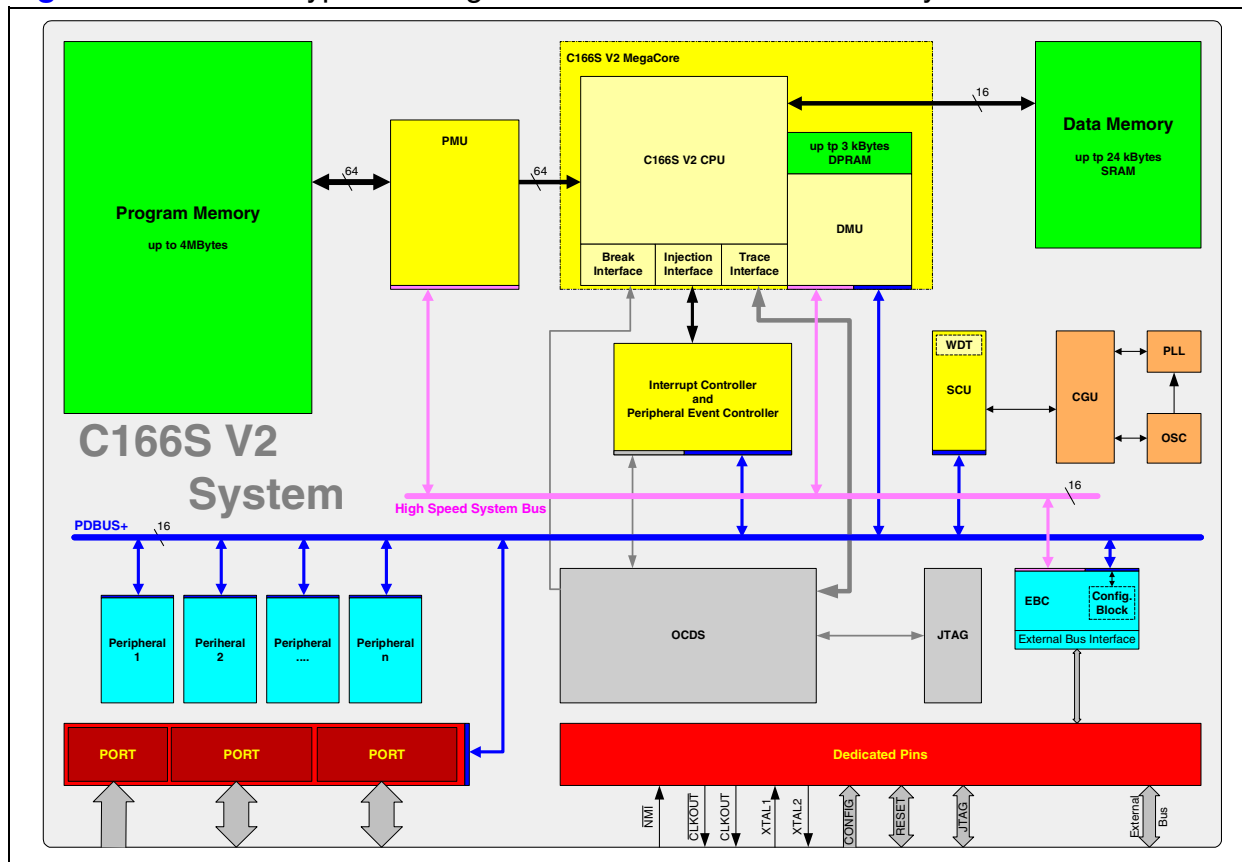 C166S V2 MegaCore
Program Memory
up to 4MBytes
64
PMU
64
C166S V2 CPU
Break
Interface
Injection
Interface
Trace
Interface
up tp 3 kBytes
DPRAM
DMU
16
Data Memory
up tp 24 kBytes
SRAM
Interrupt Controller
and
Peripheral Event Controller
WDT
SCU
CGU
PLL
OSC
C166S V2
System
High Speed System Bus
16
PDBUS+
16
Peripheral
1
Periheral
2
Peripheral
....
Peripheral
n
OCDS
JTAG
EBC
Config.
Block
External Bus Interface
PORT
PORT
PORT
Dedicated Pins
NMI
CLKOUT
CLKOUT
XTAL1
XTAL2
CONFIG
RESET
JTAG
External
Bus